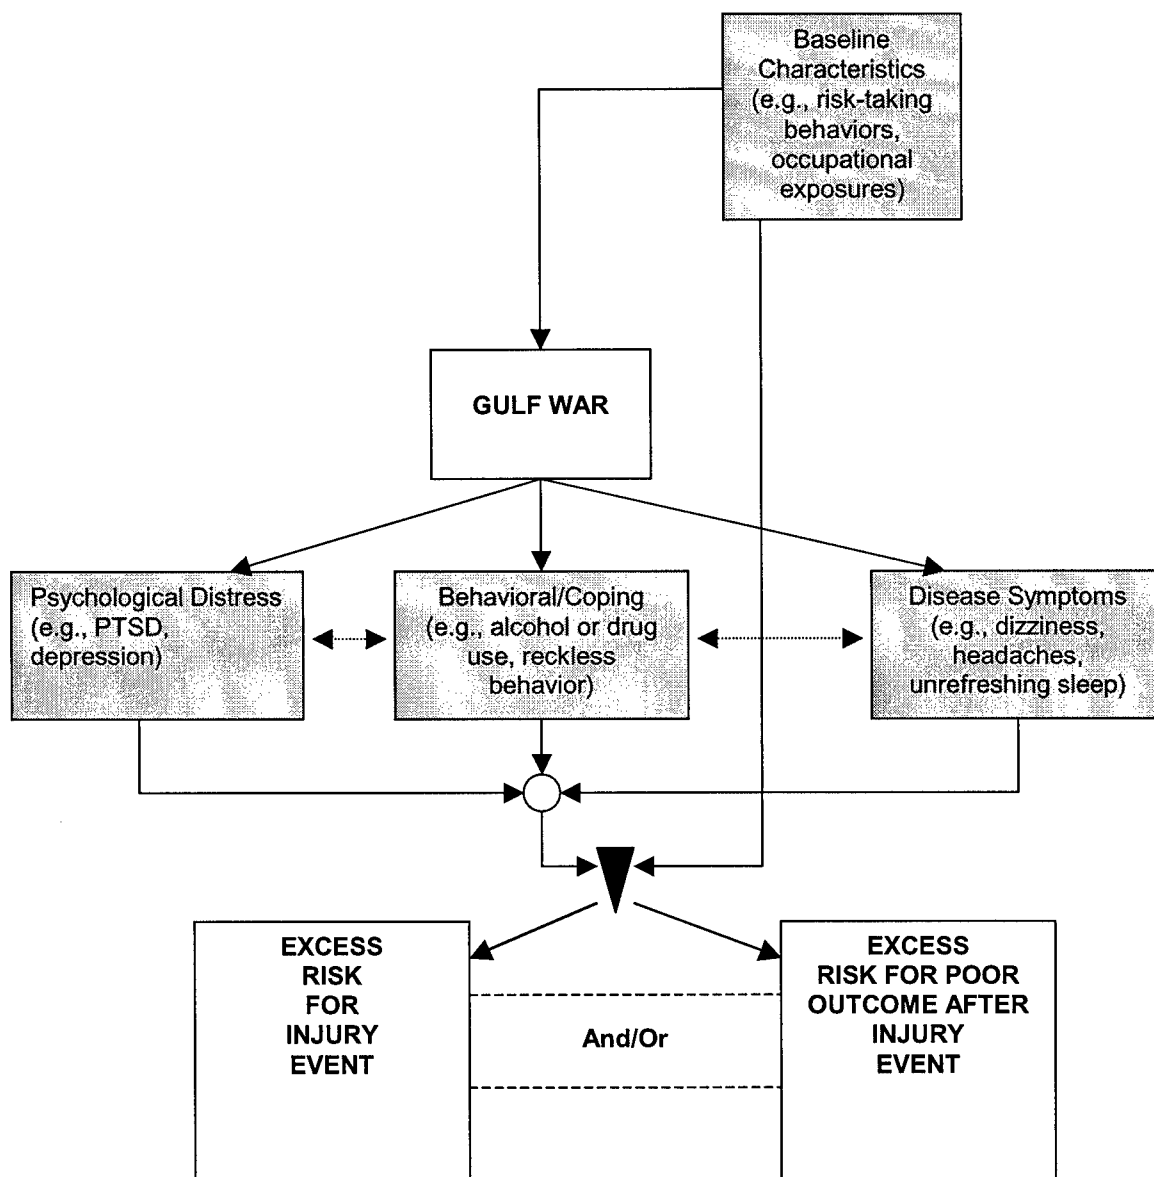 Baseline
Characteristics
(e.g., risk-taking
behaviors,
occupational
exposures)
GULF WAR
Psychological Distress
(e.g., PTSD,
depression)
Behavioral/Coping
(e.g., alcohol or drug
use, reckless
behavior)
Disease Symptoms
(e.g., dizziness,
headaches,
unrefreshing sleep)
EXCESS
RISK
FOR
INJURY
EVENT
And/Or
EXCESS
RISK FOR POOR
OUTCOME AFTER
INJURY
EVENT